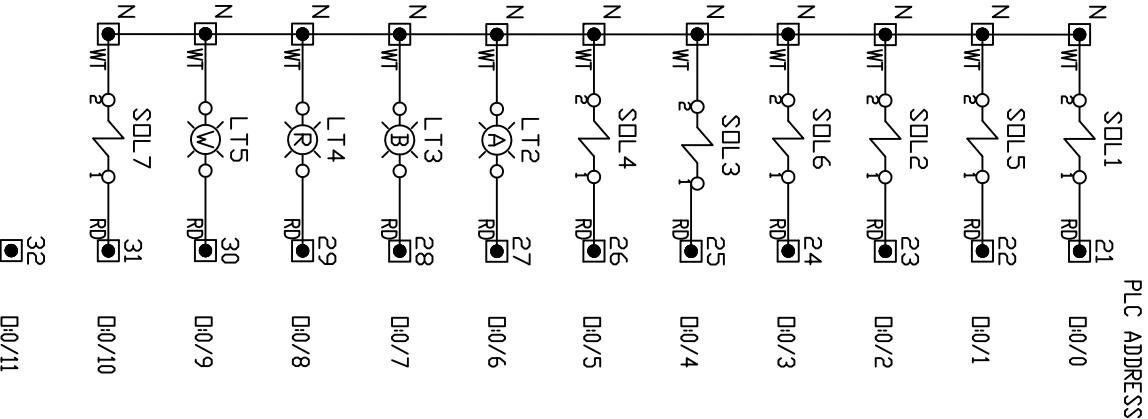 PLC ADDRESS
N WT 2 SOL1 1 RD 21 O:0/0
N WT 2 SOL5 1 RD 22 O:0/1
N WT 2 SOL2 1 RD 23 O:0/2
N WT 2 SOL6 1 RD 24 O:0/3
N WT 2 SOL3 1 RD 25 O:0/4
N WT 2 SOL4 1 RD 26 O:0/5
N WT LT2 A RD 27 O:0/6
N WT LT3 B RD 28 O:0/7
N WT LT4 R RD 29 O:0/8
N WT LT5 W RD 30 O:0/9
N WT 2 SOL7 1 RD 31 O:0/10
32 O:0/11